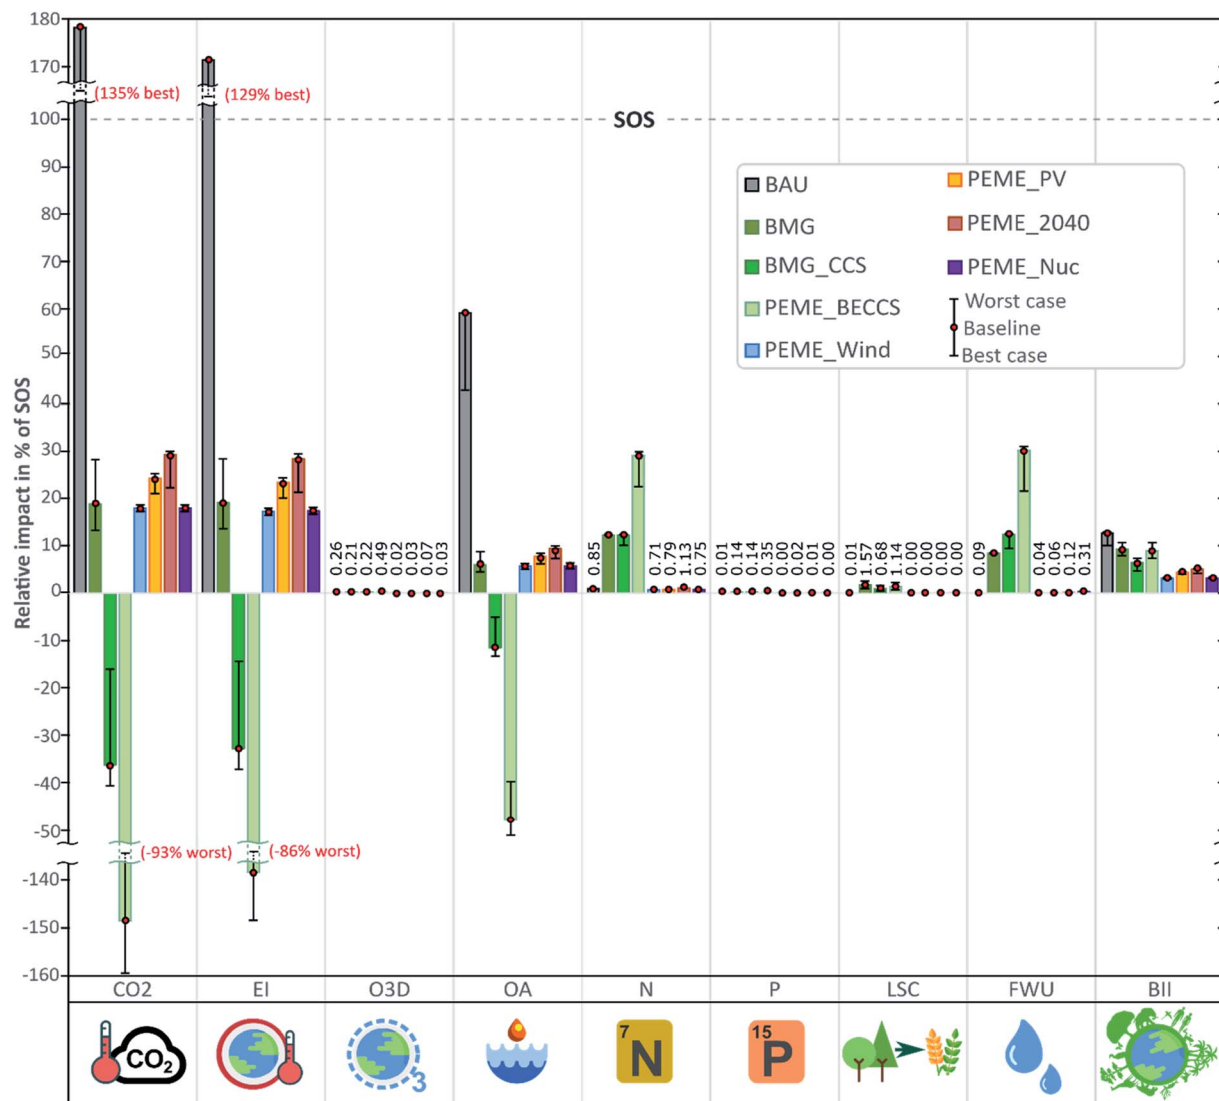 Relative impact in % of SOS
180
170
100
90
80
70
60
50
40
30
20
10
0
-10
-20
-30
-40
-50
-140
-150
-160
(135% best)
(129% best)
SOS
BAU
BMG
BMG_CCS
PEME_BECCS
PEME_Wind
PEME_PV
PEME_2040
PEME_Nuc
Worst case
Baseline
Best case
0.26
0.21
0.22
0.49
0.02
0.03
0.07
0.03
0.85
0.71
0.79
1.13
0.75
0.01
0.14
0.14
0.35
0.00
0.02
0.01
0.00
0.01
1.57
0.68
1.14
0.00
0.00
0.00
0.00
0.09
0.04
0.06
0.12
0.31
(-93% worst)
(-86% worst)
CO2
EI
O3D
OA
N
P
LSC
FWU
BII
CO2
3
7
N
15
P